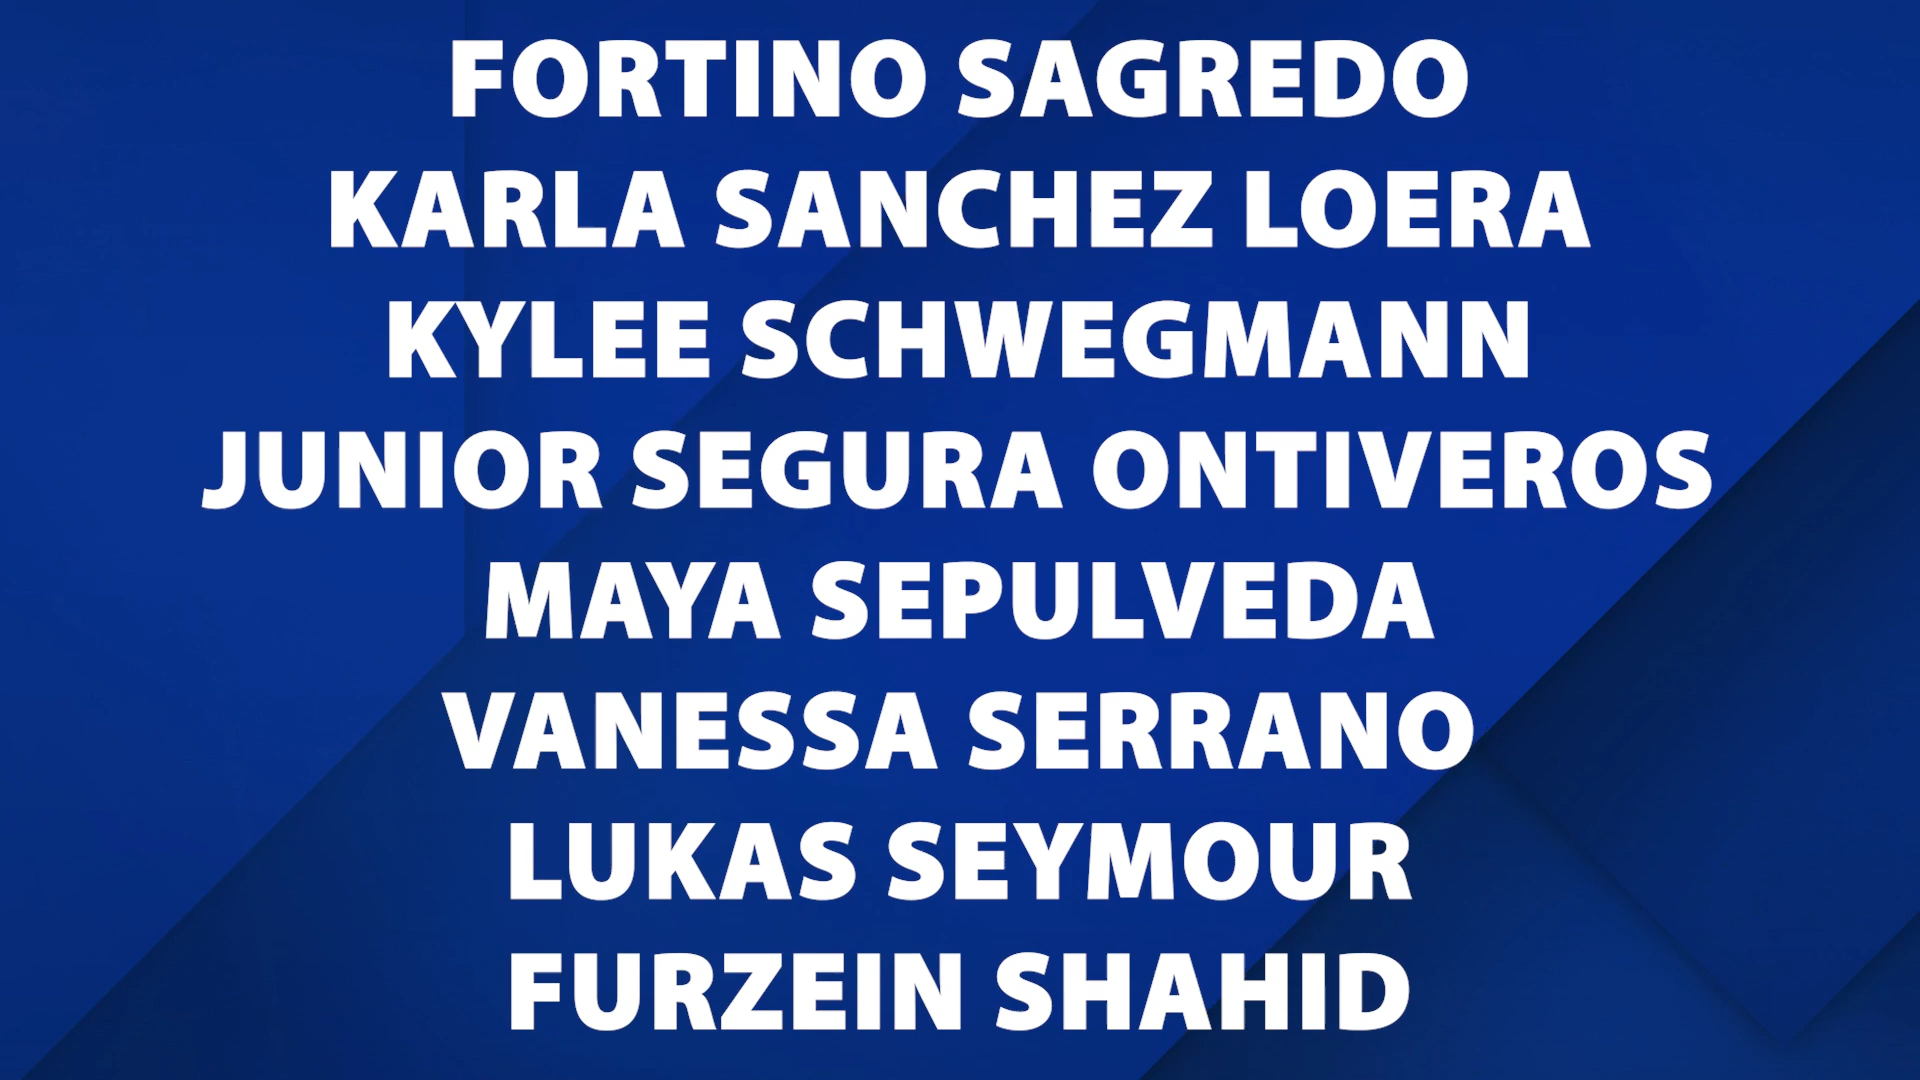 FORTINO SAGREDO
KARLA SANCHEZ LOERA
KYLEE SCHWEGMANN
JUNIOR SEGURA ONTIVEROS
MAYA SEPULVEDA
VANESSA SERRANO
LUKAS SEYMOUR
FURZEIN SHAHID